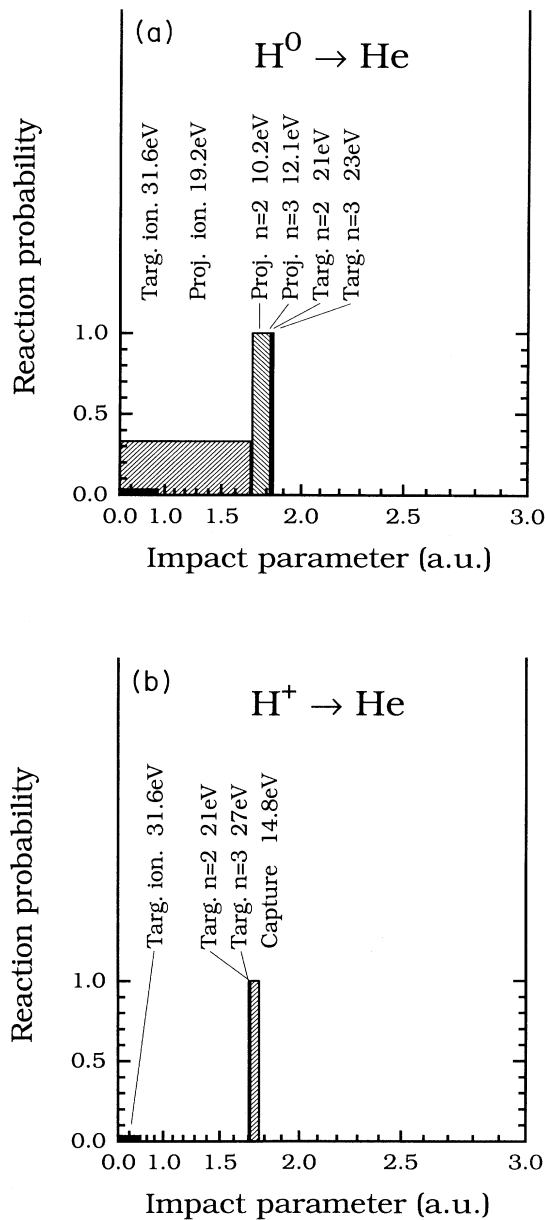 (a)
H⁰ → He
Targ. ion. 31.6eV
Proj. ion. 19.2eV
Proj. n=2 10.2eV
Proj. n=3 12.1eV
Targ. n=2 21eV
Targ. n=3 23eV
Reaction probability
1.0
0.5
0.0
0.0 1.0 1.5 2.0 2.5 3.0
Impact parameter (a.u.)
(b)
H⁺ → He
Targ. ion. 31.6eV
Targ. n=2 21eV
Targ. n=3 27eV
Capture 14.8eV
Reaction probability
1.0
0.5
0.0
0.0 1.0 1.5 2.0 2.5 3.0
Impact parameter (a.u.)